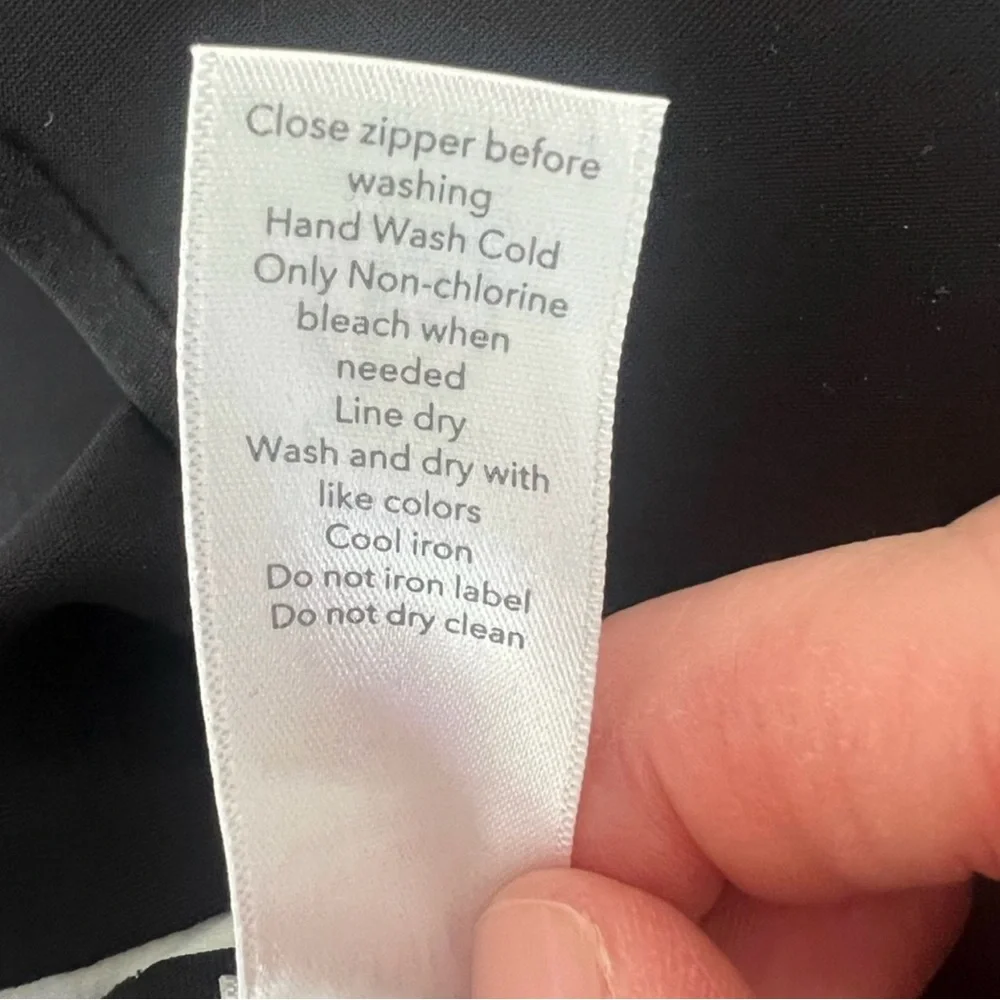 Close zipper before
washing
Hand Wash Cold
Only Non-chlorine
bleach when
needed
Line dry
Wash and dry with
like colors
Cool iron
Do not iron label
Do not dry clean